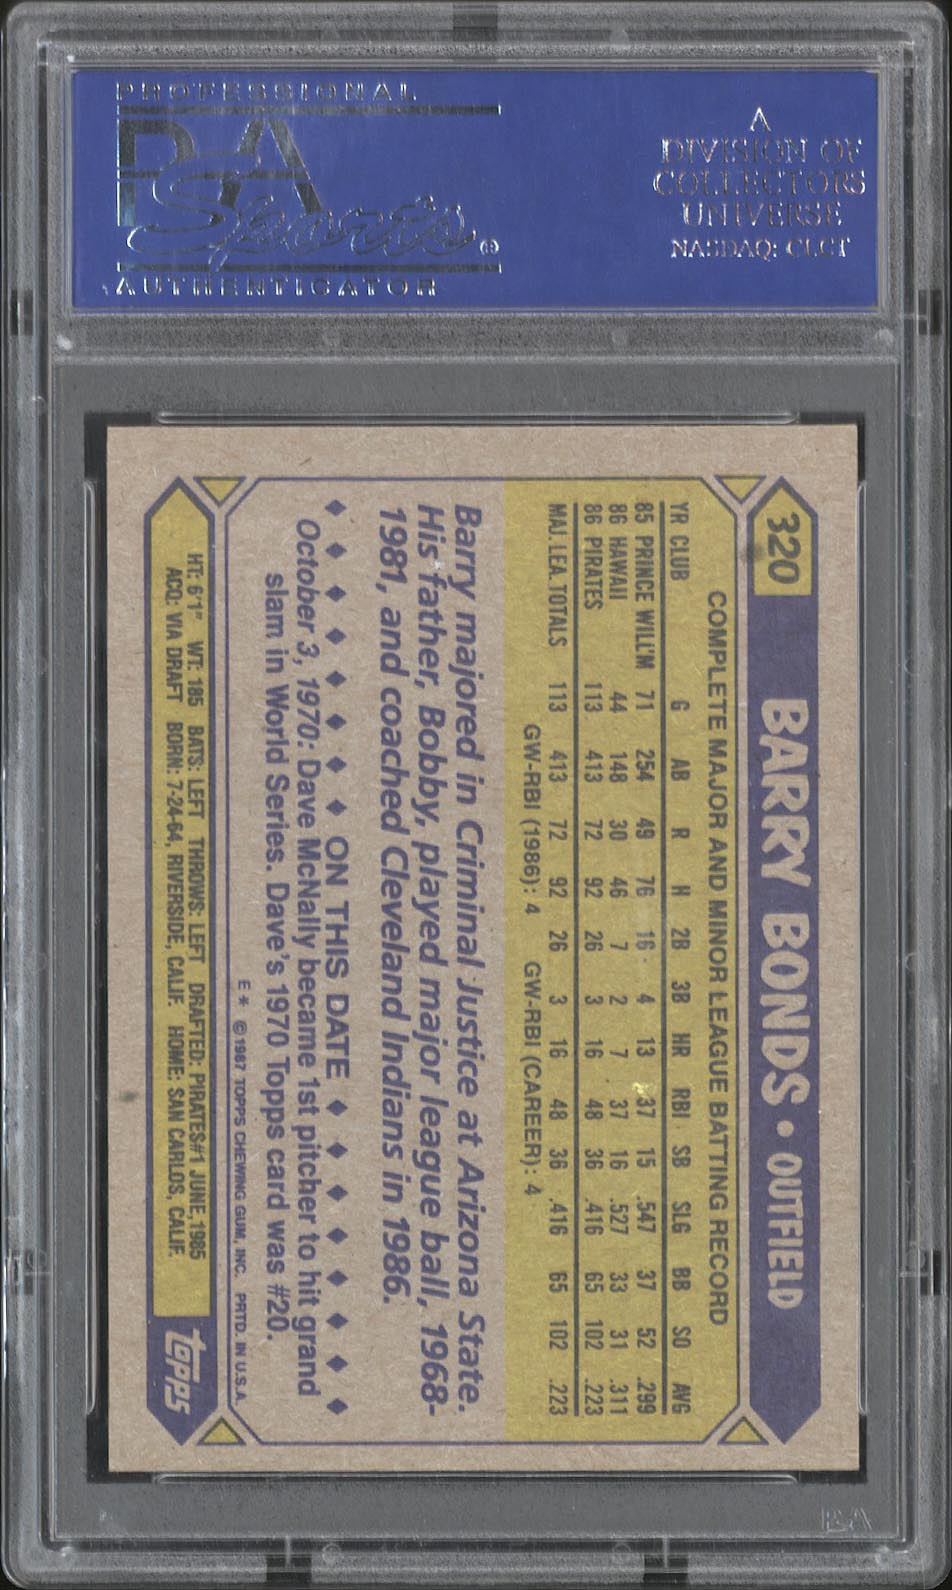 PROFESSIONAL
PSA
Sports®
AUTHENTICATOR
A
DIVISION OF
COLLECTORS
UNIVERSE
NASDAQ: CLCT
320 BARRY BONDS • OUTFIELD
COMPLETE MAJOR AND MINOR LEAGUE BATTING RECORD
YR CLUB G AB R H 2B 3B HR RBI SB SLG BB SO AVG
85 PRINCE WILL'M 71 254 49 76 16 4 13 37 15 .547 37 52 .299
86 HAWAII 44 148 30 46 7 2 7 37 16 .527 33 31 .311
86 PIRATES 113 413 72 92 26 3 16 48 36 .416 65 102 .223
MAJ. LEA. TOTALS 113 413 72 92 26 3 16 48 36 .416 65 102 .223
GW-RBI (1986): 4 GW-RBI (CAREER): 4
Barry majored in Criminal Justice at Arizona State.
His father, Bobby, played major league ball, 1968-
1981, and coached Cleveland Indians in 1986.
ON THIS DATE
October 3, 1970: Dave McNally became 1st pitcher to hit grand
slam in World Series. Dave's 1970 Topps card was #20.
E* ©1987 TOPPS CHEWING GUM, INC. PRTD. IN U.S.A.
HT: 6'1" WT: 185 BATS: LEFT THROWS: LEFT DRAFTED: PIRATES#1 JUNE, 1985
ACQ: VIA DRAFT BORN: 7-24-64, RIVERSIDE, CALIF. HOME: SAN CARLOS, CALIF.
topps
PSA